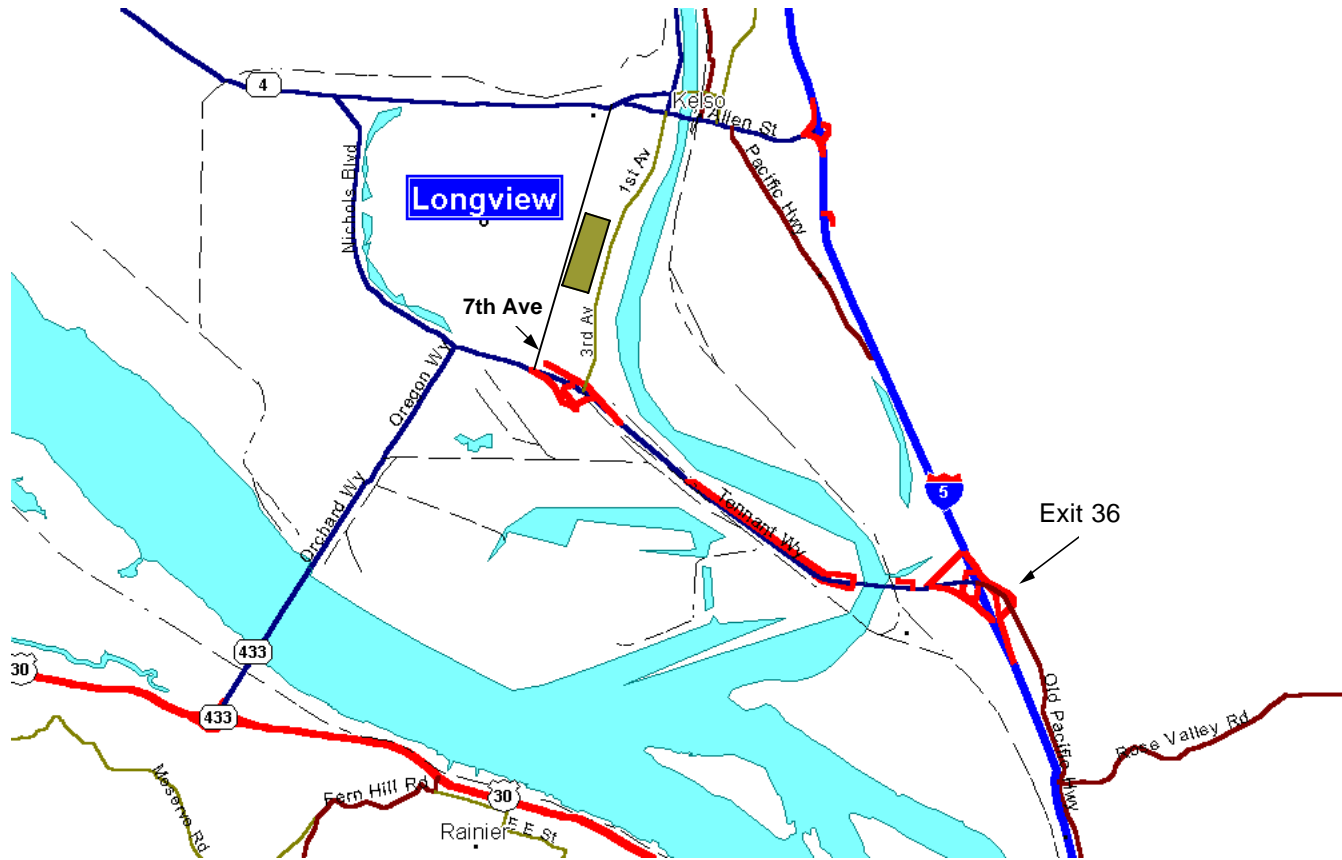 4
Kelso
Allen St
1st Av
Pacific Hwy
Nichols Blvd
Longview
7th Ave
3rd Av
Oregon Wy
5
Tennant Wy
Exit 36
Orchard Wy
433
30
433
Old Pacific Hwy
Rose Valley Rd
Meserve Rd
Fern Hill Rd
30
Rainier
E E St